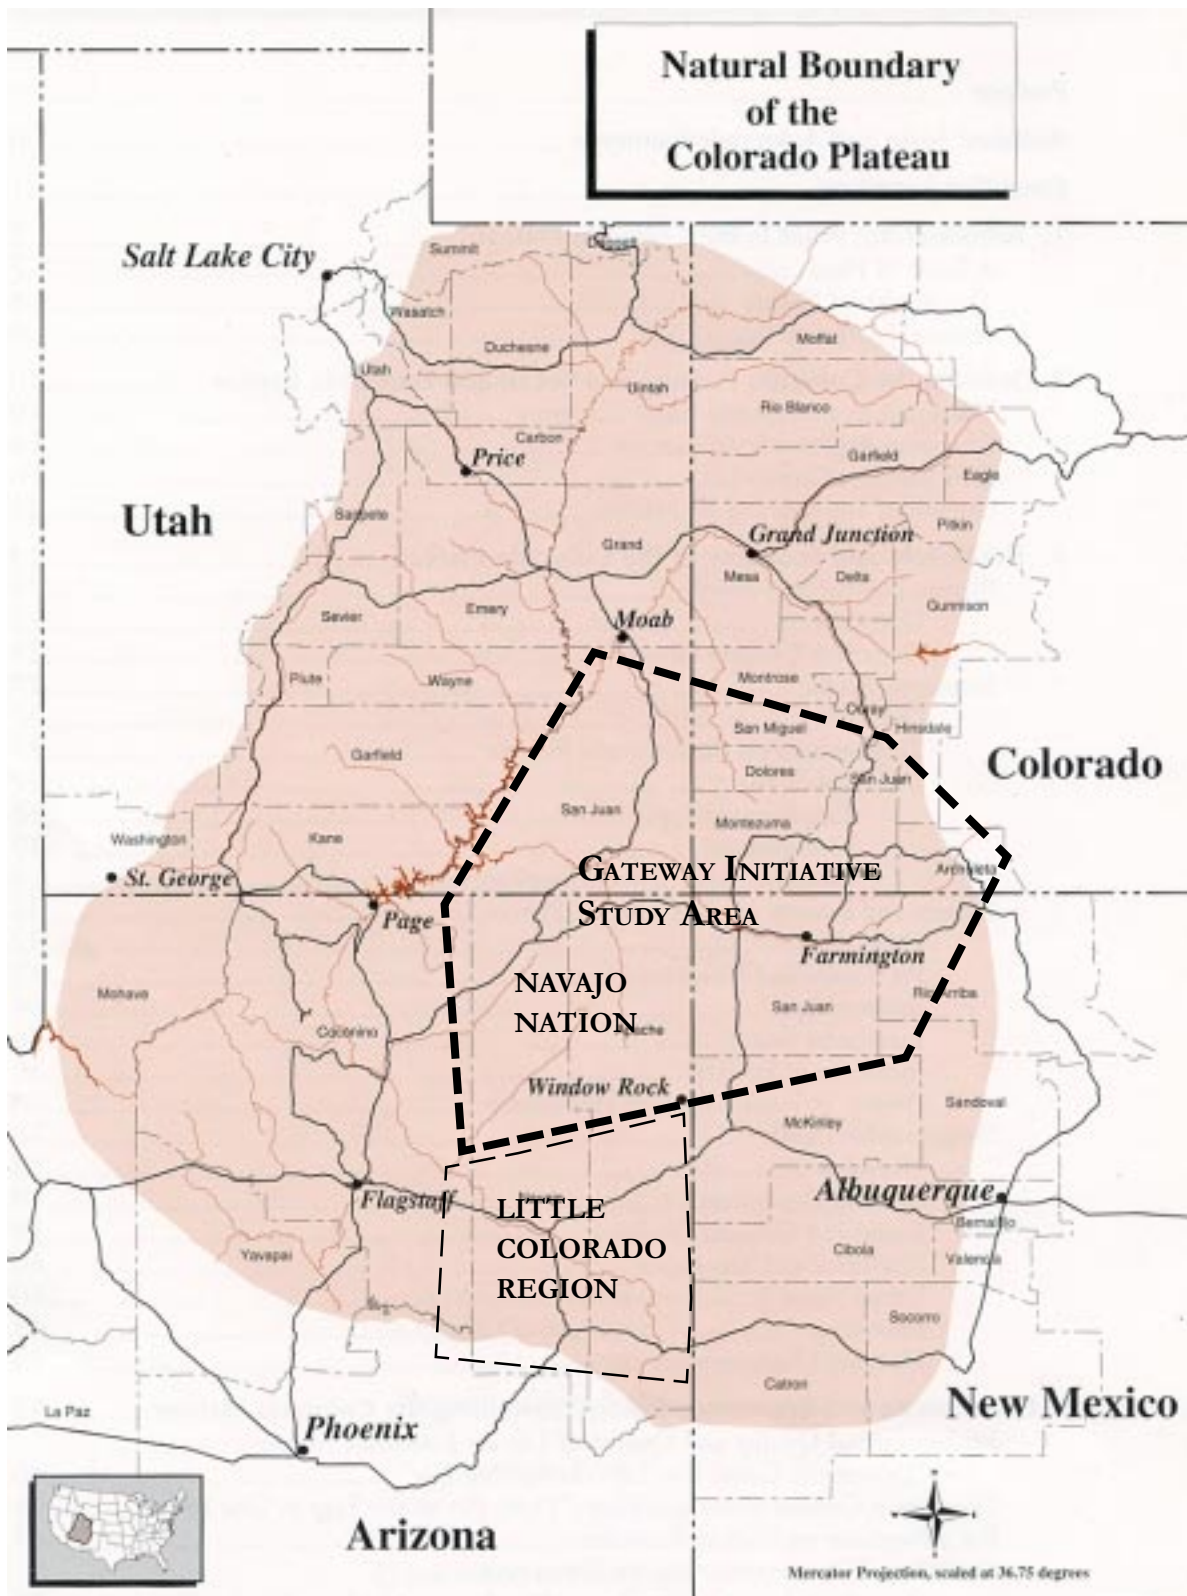 Natural Boundary
of the
Colorado Plateau
Summit
Daggett
Salt Lake City
Wasatch
Moffat
Duchesne
Utah
Uintah
Rio Blanco
Carbon
Price
Garfield
Eagle
Utah
Sanpete
Pitkin
Grand Junction
Grand
Mesa
Delta
Emery
Gunnison
Sevier
Moab
Piute
Wayne
Montrose
Ouray
San Miguel
Hinsdale
Garfield
Colorado
Dolores
San Juan
San Juan
Montezuma
Washington
Kane
GATEWAY INITIATIVE
Archuleta
St. George
STUDY AREA
Page
Farmington
NAVAJO
Mohave
San Juan
Rio Arriba
NATION
Coconino
Apache
Window Rock
Sandoval
McKinley
Flagstaff
Albuquerque
LITTLE
Bernalillo
COLORADO
Yavapai
Cibola
Valencia
REGION
Socorro
Catron
New Mexico
La Paz
Phoenix
Arizona
Mercator Projection, scaled at 36.75 degrees